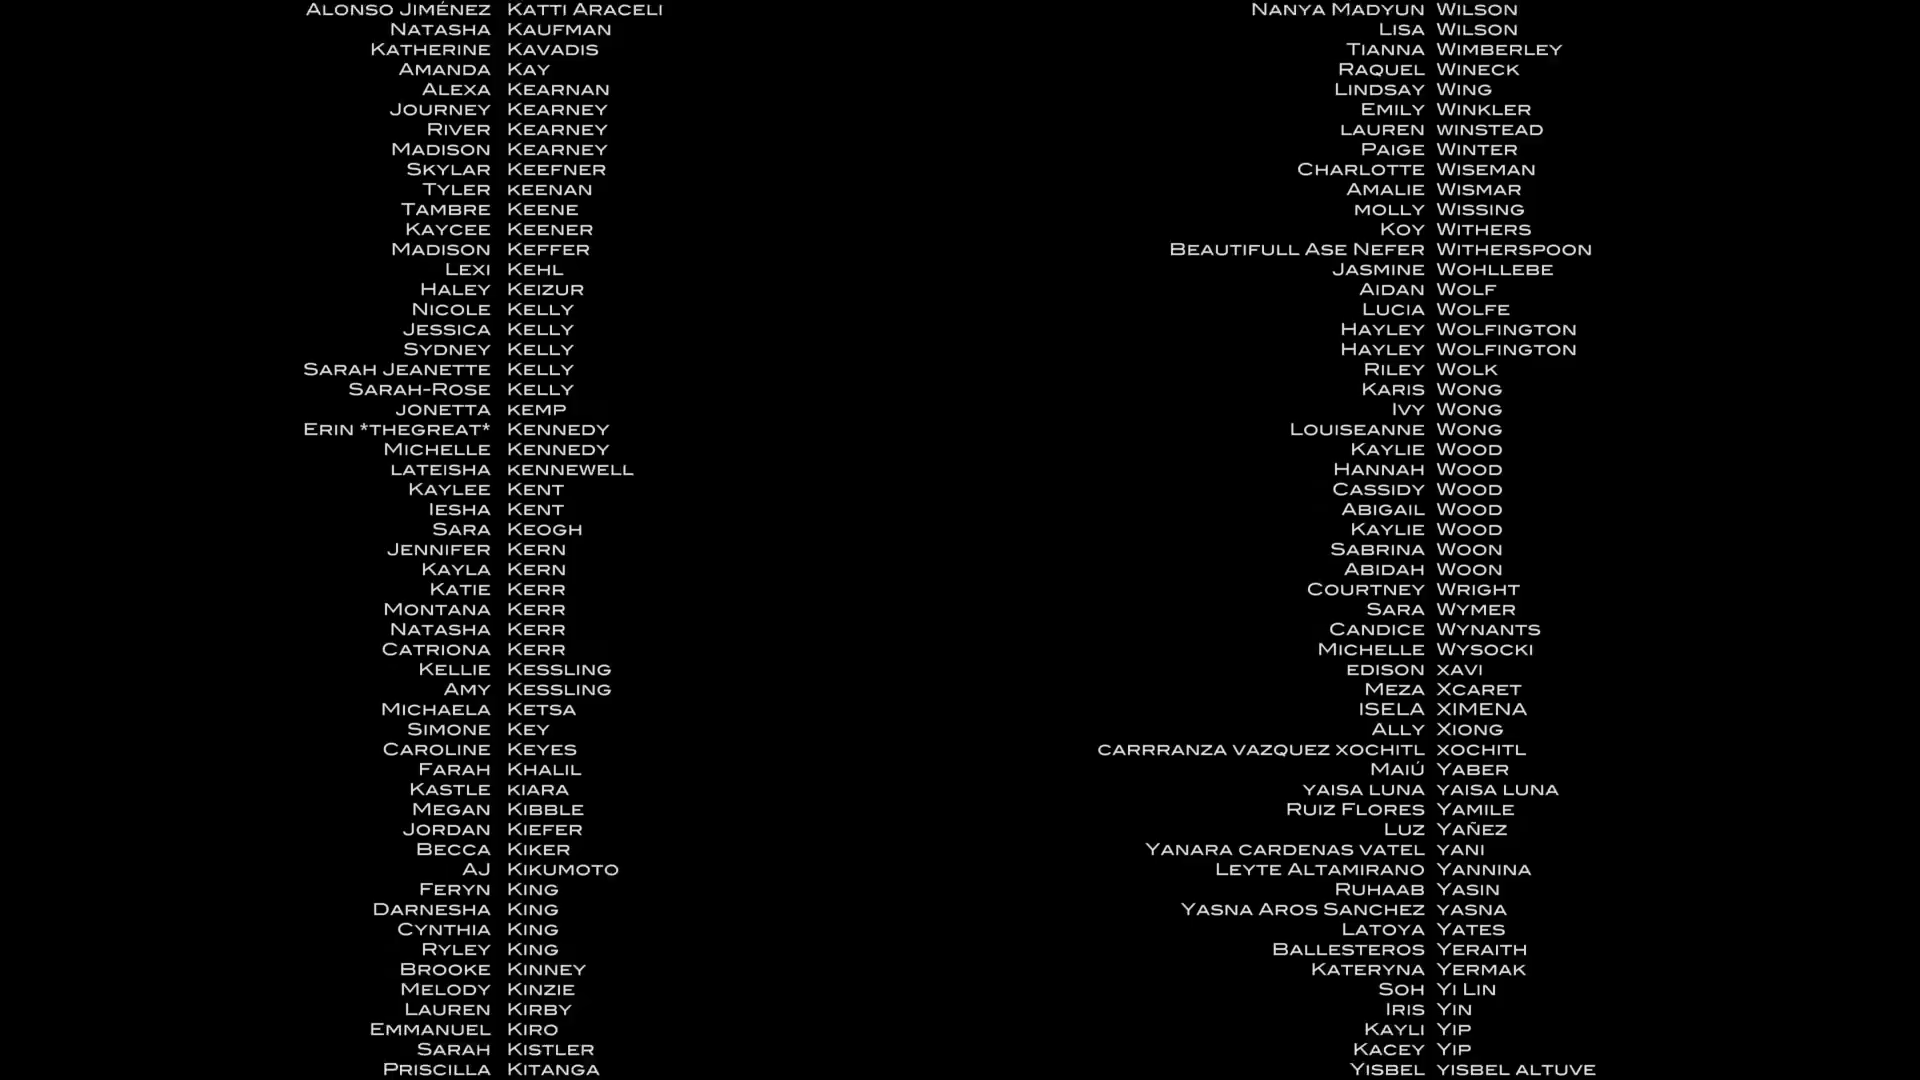 Alonso Jiménez Katti Araceli
Natasha Kaufman
Katherine Kavadis
Amanda Kay
Alexa Kearnan
Journey Kearney
River Kearney
Madison Kearney
Skylar Keefner
Tyler keenan
Tambre Keene
Kaycee Keener
Madison Keffer
Lexi Kehl
Haley Keizur
Nicole Kelly
Jessica Kelly
Sydney Kelly
Sarah Jeanette Kelly
Sarah-Rose Kelly
jonetta kemp
Erin *thegreat* Kennedy
Michelle Kennedy
lateisha kennewell
Kaylee Kent
Iesha Kent
Sara Keogh
Jennifer Kern
Kayla Kern
Katie Kerr
Montana Kerr
Natasha Kerr
Catriona Kerr
Kellie Kessling
Amy Kessling
Michaela Ketsa
Simone Key
Caroline Keyes
Farah Khalil
Kastle kiara
Megan Kibble
Jordan Kiefer
Becca Kiker
AJ Kikumoto
Feryn King
Darnesha King
Cynthia King
Ryley King
Brooke Kinney
Melody Kinzie
Lauren Kirby
Emmanuel Kiro
Sarah Kistler
Priscilla Kitanga
Nanya Madyun Wilson
Lisa Wilson
Tianna Wimberley
Raquel Wineck
Lindsay Wing
Emily Winkler
lauren winstead
Paige Winter
Charlotte Wiseman
Amalie Wismar
molly Wissing
Koy Withers
Beautifull Ase Nefer Witherspoon
Jasmine Wohllebe
Aidan Wolf
Lucia Wolfe
Hayley Wolfington
Hayley Wolfington
Riley Wolk
Karis Wong
Ivy Wong
Louiseanne Wong
Kaylie Wood
Hannah Wood
Cassidy Wood
Abigail Wood
Kaylie Wood
Sabrina Woon
Abidah Woon
Courtney Wright
Sara Wymer
Candice Wynants
Michelle Wysocki
edison xavi
Meza Xcaret
ISELA XIMENA
Ally Xiong
carrranza vazquez xochitl xochitl
Maiú Yaber
yaisa luna yaisa luna
Ruiz Flores Yamile
Luz Yañez
Yanara cardenas vatel yani
Leyte Altamirano Yannina
Ruhaab Yasin
Yasna Aros Sanchez yasna
Latoya Yates
Ballesteros Yeraith
Kateryna Yermak
Soh Yi Lin
Iris Yin
Kayli Yip
Kacey Yip
Yisbel yisbel altuve